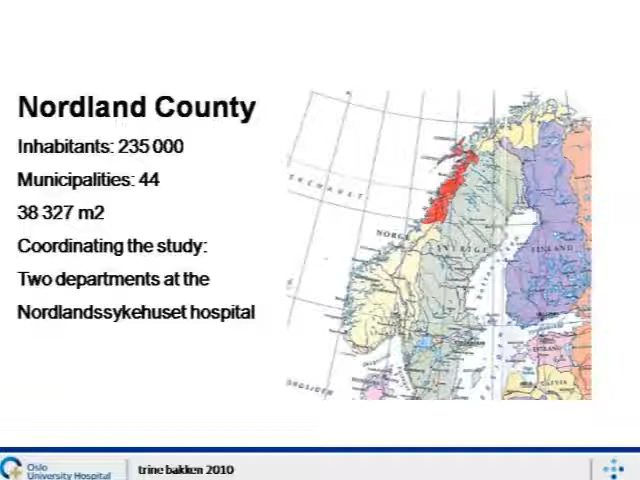 Nordland County
Inhabitants: 235 000
Municipalities: 44
38 327 m2
Coordinating the study:
Two departments at the
Nordlandssykehuset hospital
NORGE
SVERIGE
FINLAND
LATVIA
Oslo
University Hospital
trine bakken 2010